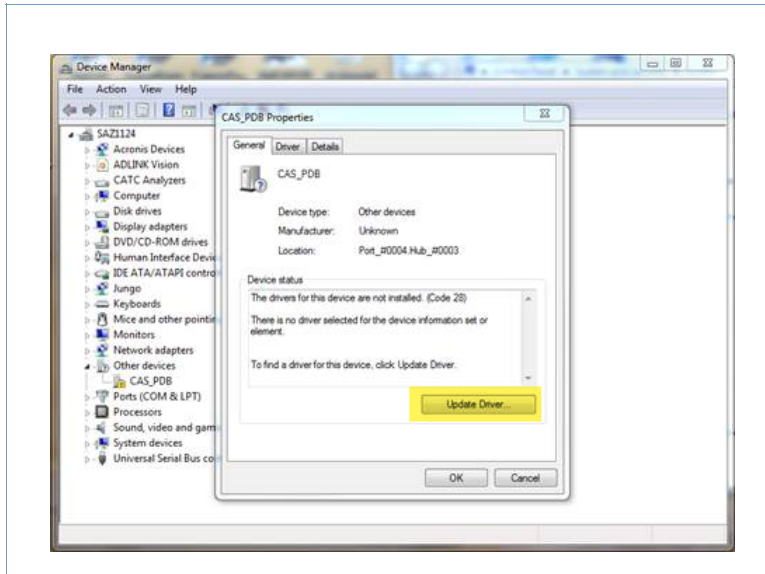 Device Manager
File Action View Help
SAZ1124
Acronis Devices
ADLINK Vision
CATC Analyzers
Computer
Disk drives
Display adapters
DVD/CD-ROM drives
Human Interface Devic
IDE ATA/ATAPI contro
Jungo
Keyboards
Mice and other pointin
Monitors
Network adapters
Other devices
CAS_PDB
Ports (COM & LPT)
Processors
Sound, video and gam
System devices
Universal Serial Bus co
CAS_PDB Properties
General Driver Details
CAS_PDB
Device type: Other devices
Manufacturer: Unknown
Location: Port_#0004.Hub_#0003
Device status
The drivers for this device are not installed. (Code 28)
There is no driver selected for the device information set or
element.
To find a driver for this device, click Update Driver.
Update Driver...
OK Cancel